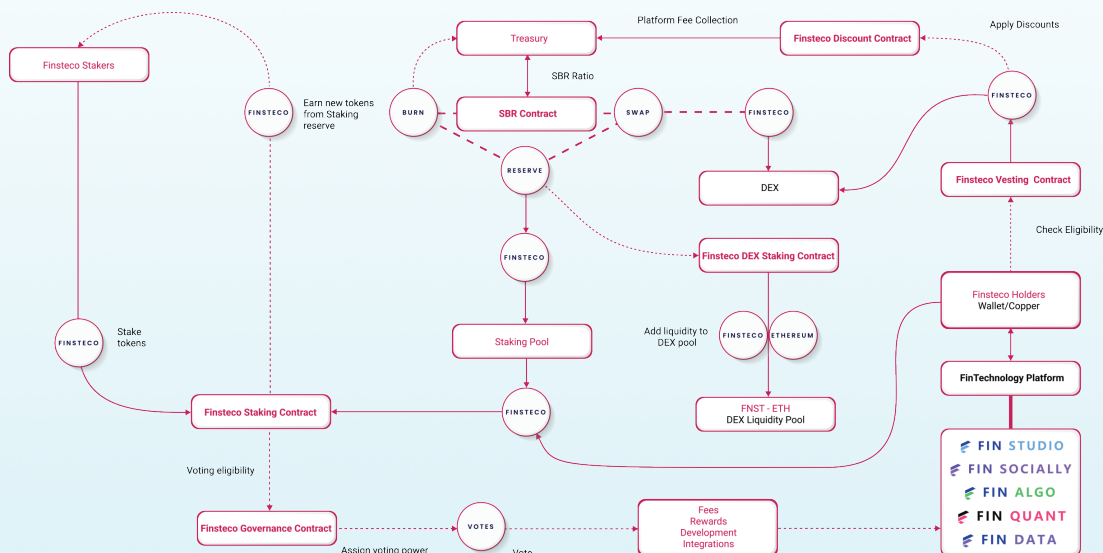 Platform Fee Collection
Apply Discounts
Treasury
Finsteco Discount Contract
Finsteco Stakers
SBR Ratio
FINSTECO
Earn new tokens
from Staking
reserve
BURN
SBR Contract
SWAP
FINSTECO
FINSTECO
RESERVE
DEX
Finsteco Vesting Contract
Check Eligibility
FINSTECO
Finsteco DEX Staking Contract
Finsteco Holders
Wallet/Copper
FINSTECO
Stake
tokens
Staking Pool
Add liquidity to
DEX pool
FINSTECO
ETHEREUM
FinTechnology Platform
Finsteco Staking Contract
FINSTECO
FNST - ETH
DEX Liquidity Pool
FIN STUDIO
FIN SOCIALLY
FIN ALGO
FIN QUANT
FIN DATA
Voting eligibility
Finsteco Governance Contract
VOTES
Fees
Rewards
Development
Integrations
Assign voting power
Vote